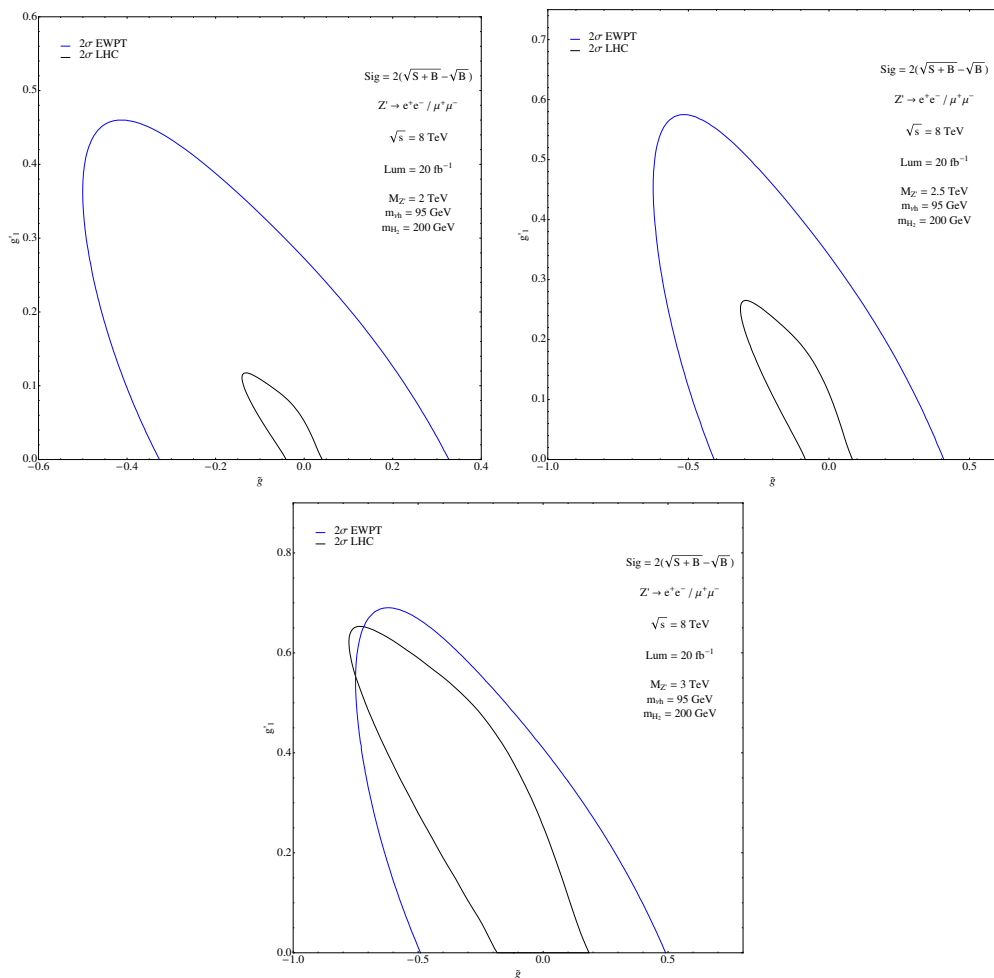 2σ EWPT
2σ LHC
Sig = 2(√S + B − √B)
Z' → e⁺e⁻ / μ⁺μ⁻
√s = 8 TeV
Lum = 20 fb⁻¹
M_Z' = 2 TeV
m_νh = 95 GeV
m_H₂ = 200 GeV
g'₁
0.6
0.5
0.4
0.3
0.2
0.1
0.0
−0.6 −0.4 −0.2 0.0 0.2 0.4
g̃
2σ EWPT
2σ LHC
Sig = 2(√S + B − √B)
Z' → e⁺e⁻ / μ⁺μ⁻
√s = 8 TeV
Lum = 20 fb⁻¹
M_Z' = 2.5 TeV
m_νh = 95 GeV
m_H₂ = 200 GeV
g'₁
0.7
0.6
0.5
0.4
0.3
0.2
0.1
0.0
−1.0 −0.5 0.0 0.5
g̃
2σ EWPT
2σ LHC
Sig = 2(√S + B − √B)
Z' → e⁺e⁻ / μ⁺μ⁻
√s = 8 TeV
Lum = 20 fb⁻¹
M_Z' = 3 TeV
m_νh = 95 GeV
m_H₂ = 200 GeV
g'₁
0.8
0.6
0.4
0.2
0.0
−1.0 −0.5 0.0 0.5
g̃